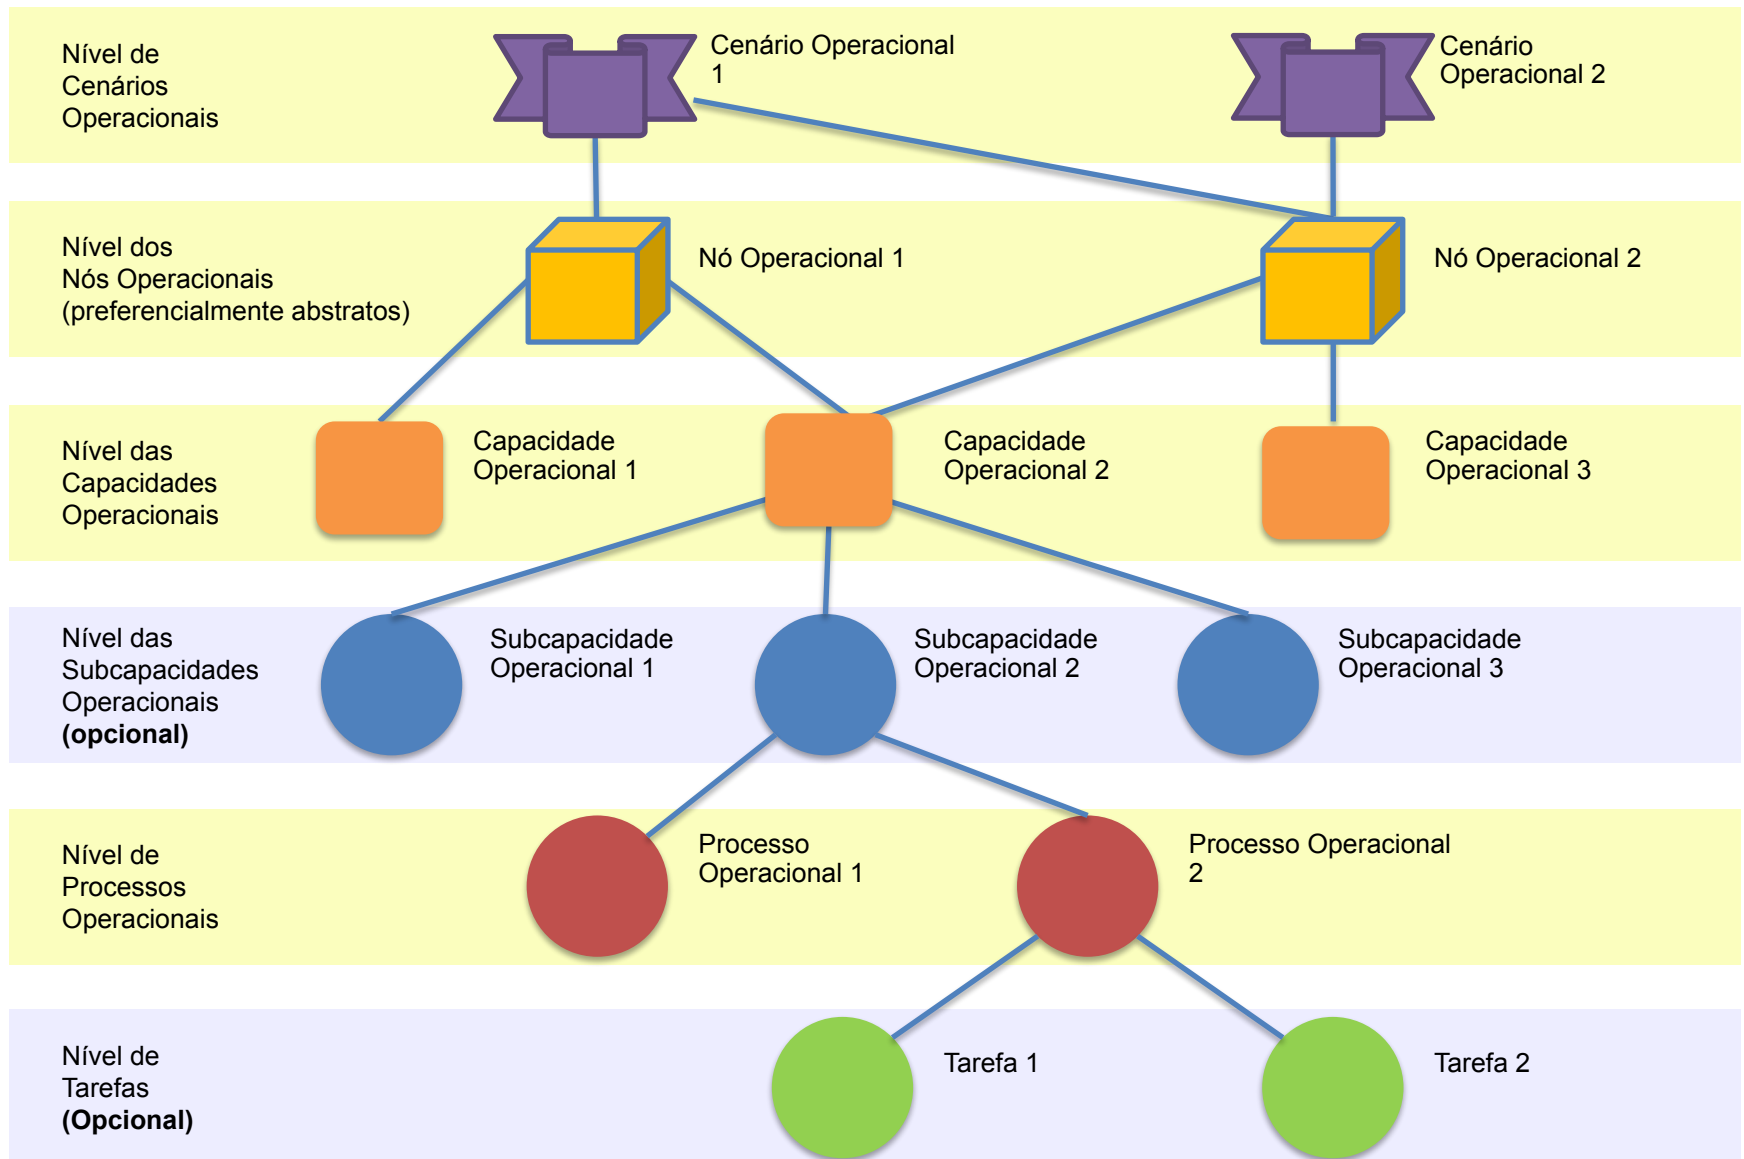 Nível de
Cenários
Operacionais
Cenário Operacional
1
Cenário
Operacional 2
Nível dos
Nós Operacionais
(preferencialmente abstratos)
Nó Operacional 1
Nó Operacional 2
Nível das
Capacidades
Operacionais
Capacidade
Operacional 1
Capacidade
Operacional 2
Capacidade
Operacional 3
Nível das
Subcapacidades
Operacionais
(opcional)
Subcapacidade
Operacional 1
Subcapacidade
Operacional 2
Subcapacidade
Operacional 3
Nível de
Processos
Operacionais
Processo
Operacional 1
Processo Operacional
2
Nível de
Tarefas
(Opcional)
Tarefa 1
Tarefa 2